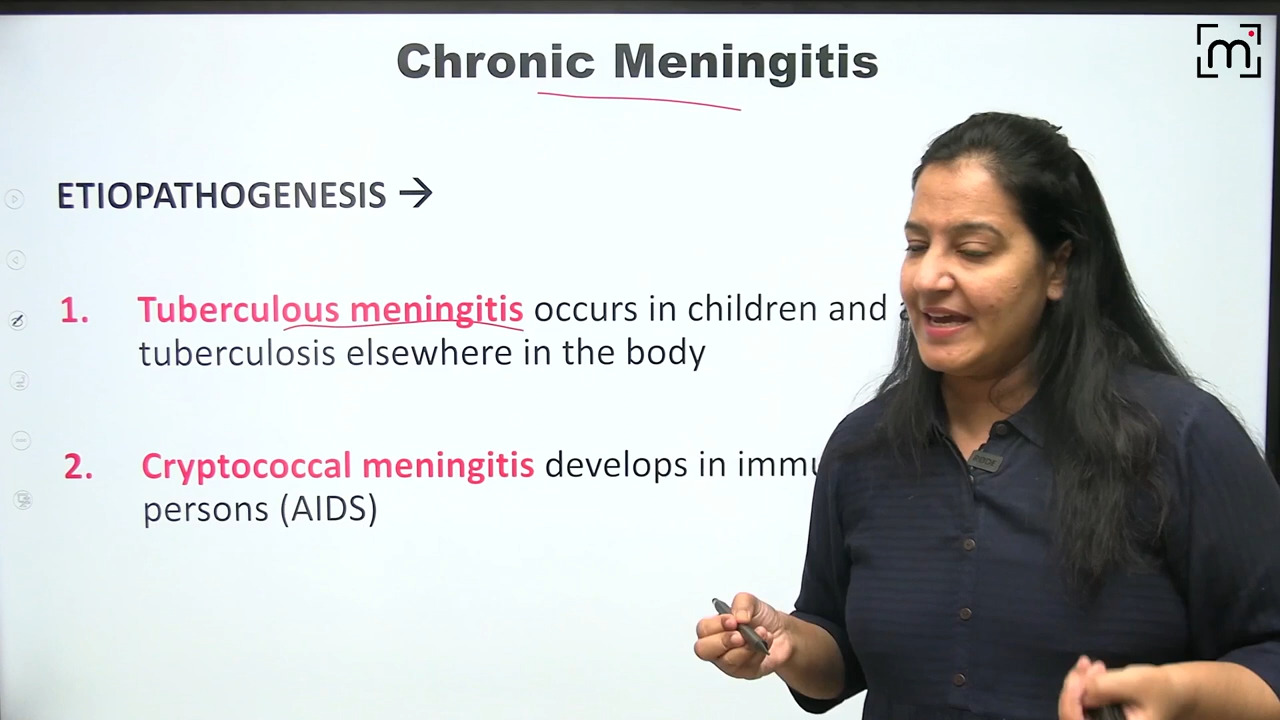 Chronic Meningitis
ETIOPATHOGENESIS →
1. Tuberculous meningitis occurs in children and
tuberculosis elsewhere in the body
2. Cryptococcal meningitis develops in
persons (AIDS)
m
RODE